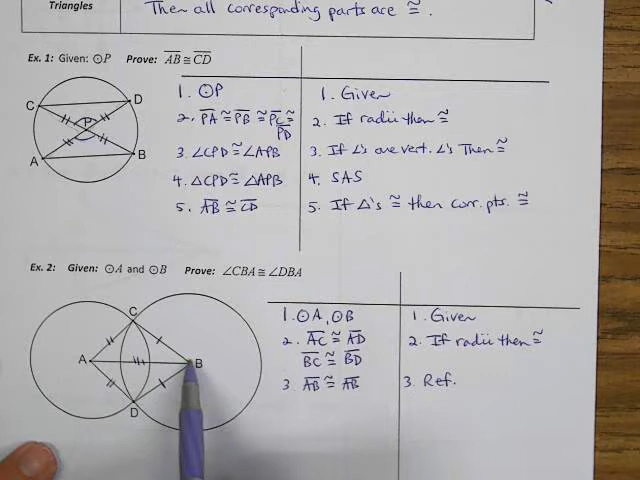 Triangles
Then all corresponding parts are ≅.
Ex. 1: Given: ⊙P Prove: AB ≅ CD
C D P A B
1. ⊙P 1. Given
2. PA ≅ PB ≅ PC ≅ PD 2. If radii then ≅
3. ∠CPD ≅ ∠APB 3. If ∠'s are vert. ∠'s Then ≅
4. △CPD ≅ △APB 4. SAS
5. AB ≅ CD 5. If △'s ≅ then corr. pts. ≅
Ex. 2: Given: ⊙A and ⊙B Prove: ∠CBA ≅ ∠DBA
C A B D
1. ⊙A, ⊙B 1. Given
2. AC ≅ AD 2. If radii then ≅
BC ≅ BD
3 AB ≅ AB 3. Ref.